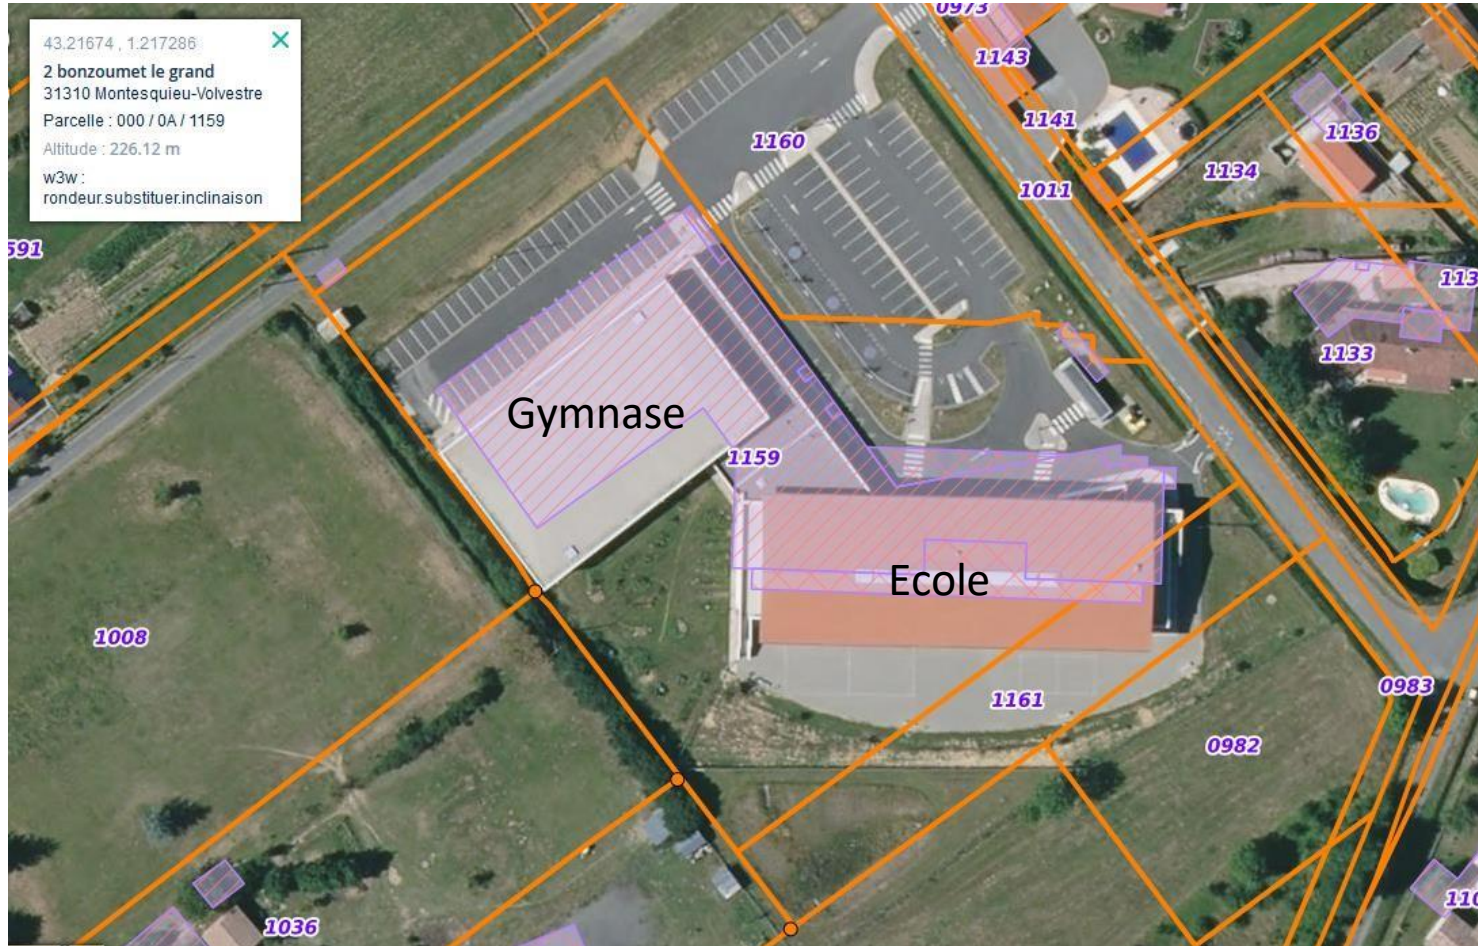 43.21674 , 1.217286
2 bonzoumet le grand
31310 Montesquieu-Volvestre
Parcelle : 000 / 0A / 1159
Altitude : 226.12 m
w3w :
rondeur.substituer.inclinaison
0973
1143
1141
1160
1136
1134
1011
591
113
1133
Gymnase
1159
Ecole
1008
1161
0983
0982
110
1036